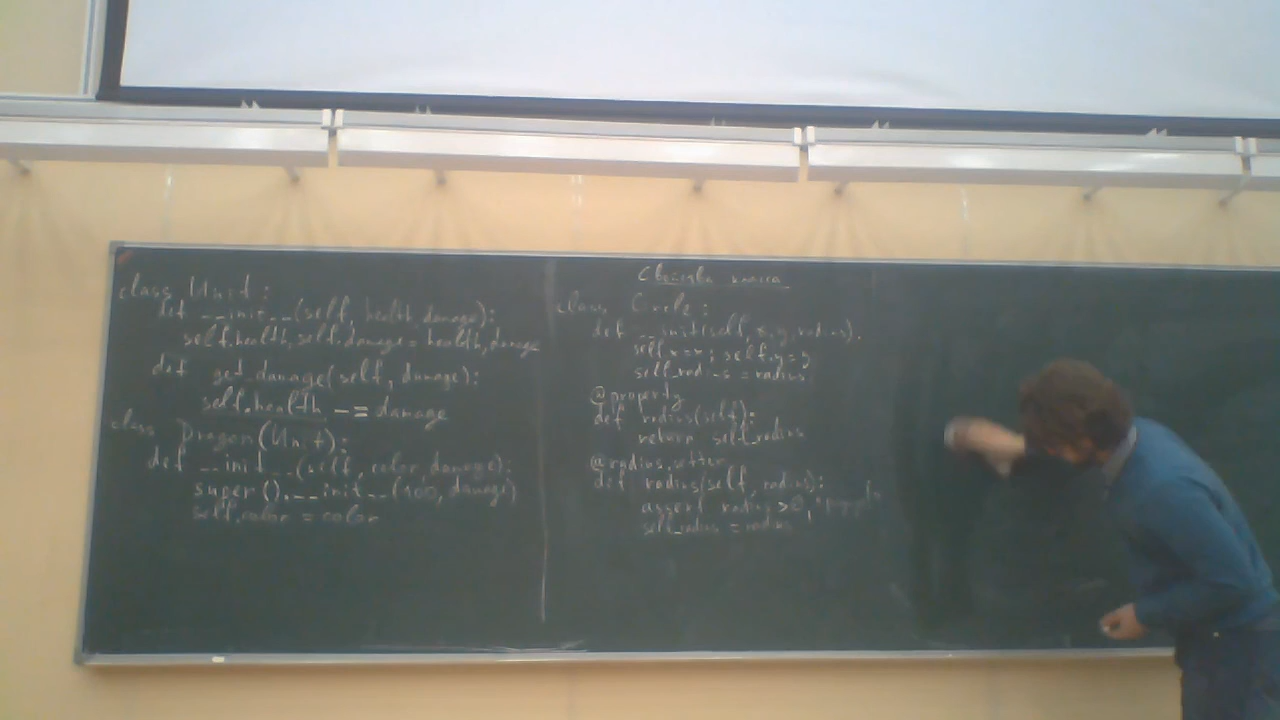 class Unit:
def __init__(self, health, damage):
self.health, self.damage = health, damage
def get_damage(self, damage):
self.health -= damage
class Dragon(Unit):
def __init__(self, color, damage):
super().__init__(100, damage)
self.color = color
Свойства класса
class Circle:
def __init__(self, x, y, radius):
self.x=x; self.y=y
self._radius = radius
@property
def radius(self):
return self._radius
@radius.setter
def radius(self, radius):
assert radius >0,
self._radius = radius